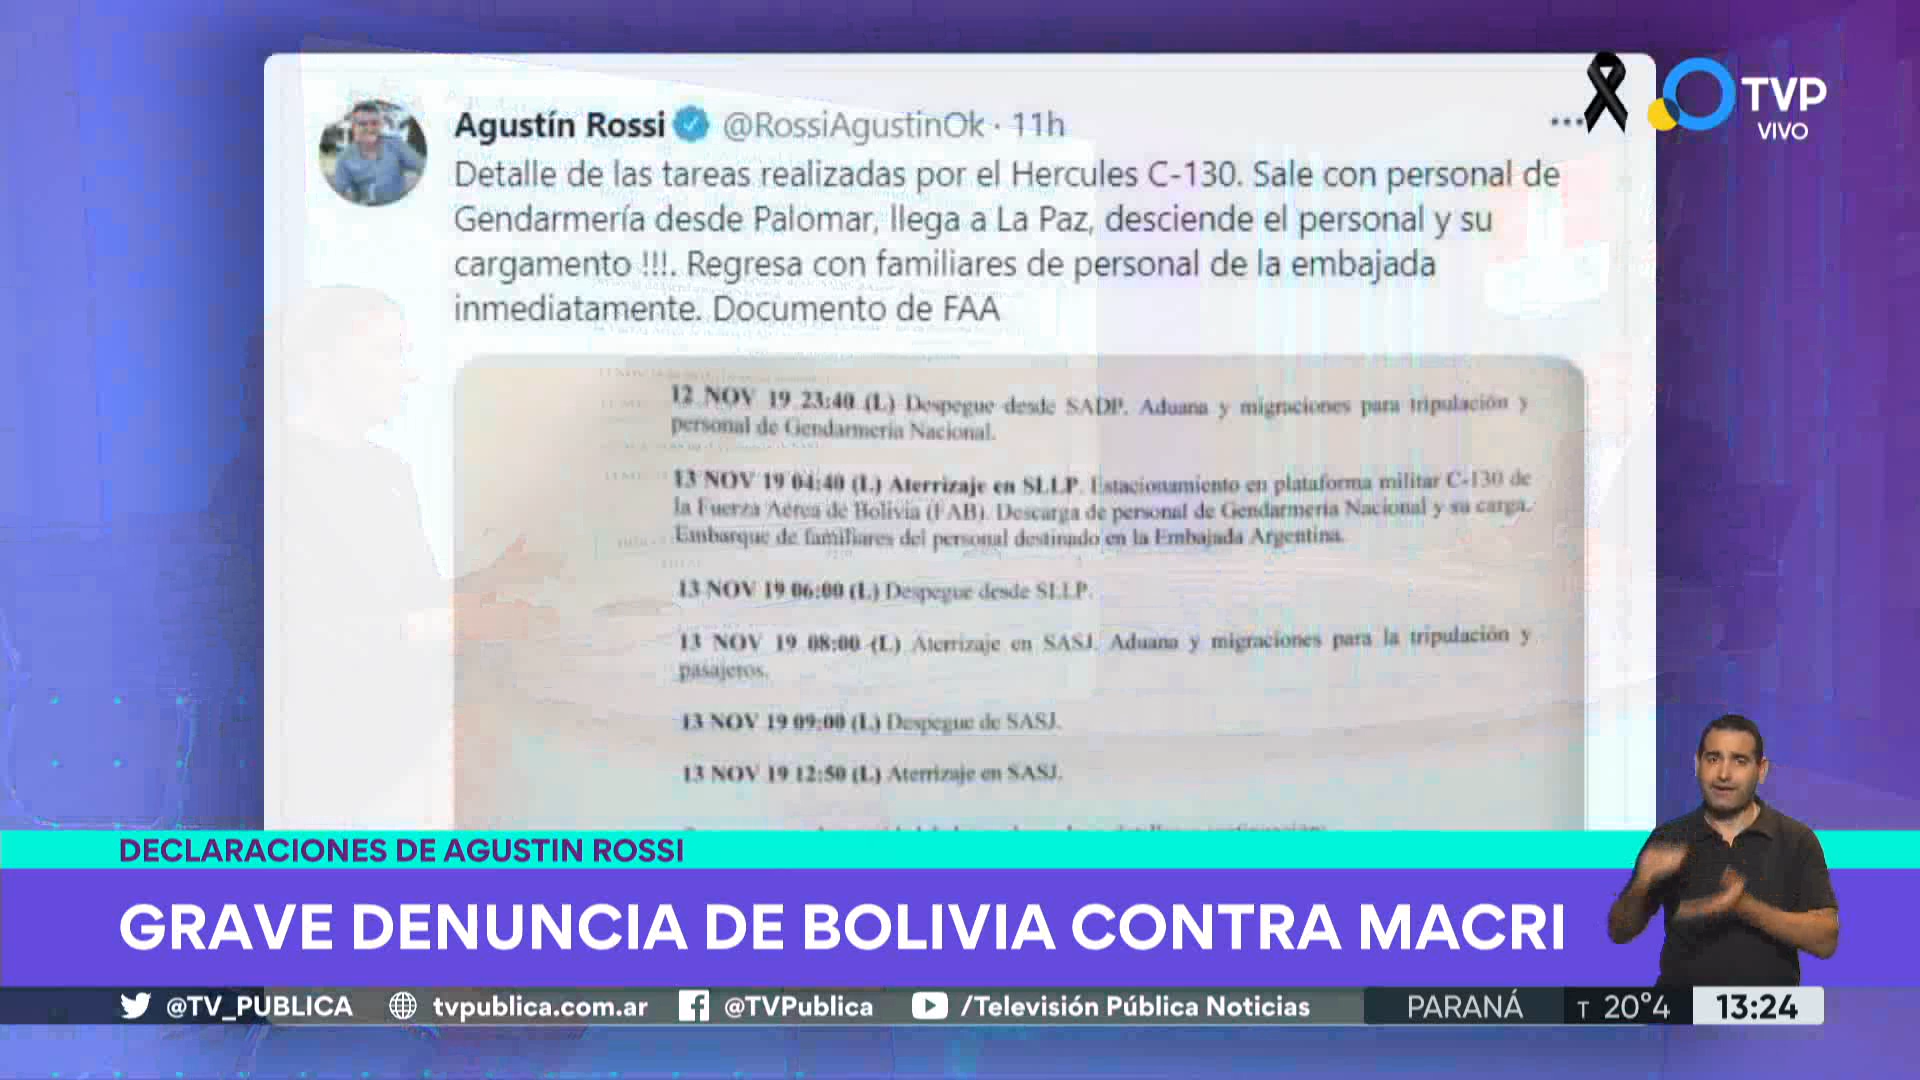 Agustín Rossi @RossiAgustinOk · 11h
TVP
VIVO
Detalle de las tareas realizadas por el Hercules C-130. Sale con personal de
Gendarmería desde Palomar, llega a La Paz, desciende el personal y su
cargamento !!!. Regresa con familiares de personal de la embajada
inmediatamente. Documento de FAA
12 NOV 19 23:40 (L) Despegue desde SADP. Aduana y migraciones para tripulación y
personal de Gendarmería Nacional.
13 NOV 19 04:40 (L) Aterrizaje en SLLP. Estacionamiento en plataforma militar C-130 de
la Fuerza Aérea de Bolivia (FAB). Descarga de personal de Gendarmería Nacional y su carga.
Embarque de familiares del personal destinado en la Embajada Argentina.
13 NOV 19 06:00 (L) Despegue desde SLLP.
13 NOV 19 08:00 (L) Aterrizaje en SASJ. Aduana y migraciones para la tripulación y
pasajeros.
13 NOV 19 09:00 (L) Despegue de SASJ.
13 NOV 19 12:50 (L) Aterrizaje en SASJ.
DECLARACIONES DE AGUSTIN ROSSI
GRAVE DENUNCIA DE BOLIVIA CONTRA MACRI
@TV_PUBLICA tvpublica.com.ar @TVPublica /Televisión Pública Noticias PARANÁ T 20°4 13:24